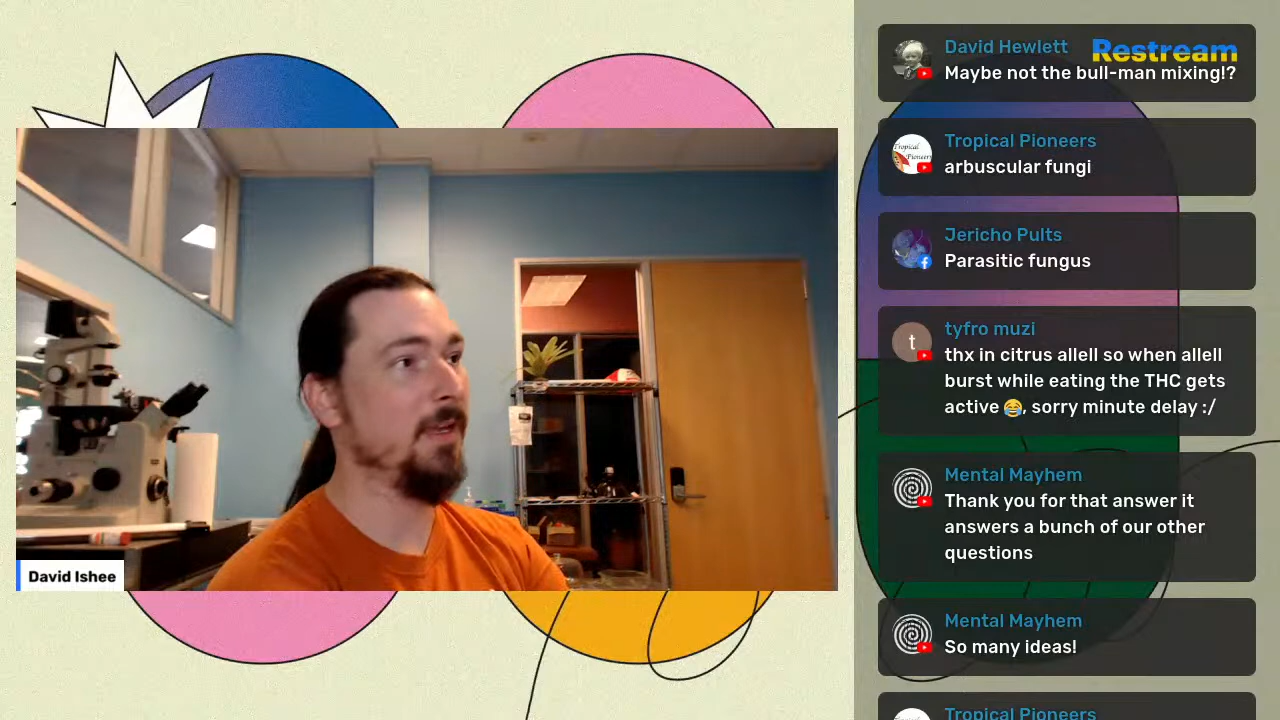 David Hewlett
Restream
Maybe not the bull-man mixing!?
Tropical Pioneers
arbuscular fungi
Jericho Pults
Parasitic fungus
tyfro muzi
t
thx in citrus allell so when allell
burst while eating the THC gets
active 😂, sorry minute delay :/
Mental Mayhem
Thank you for that answer it
answers a bunch of our other
questions
Mental Mayhem
So many ideas!
Tropical Pioneers
David Ishee